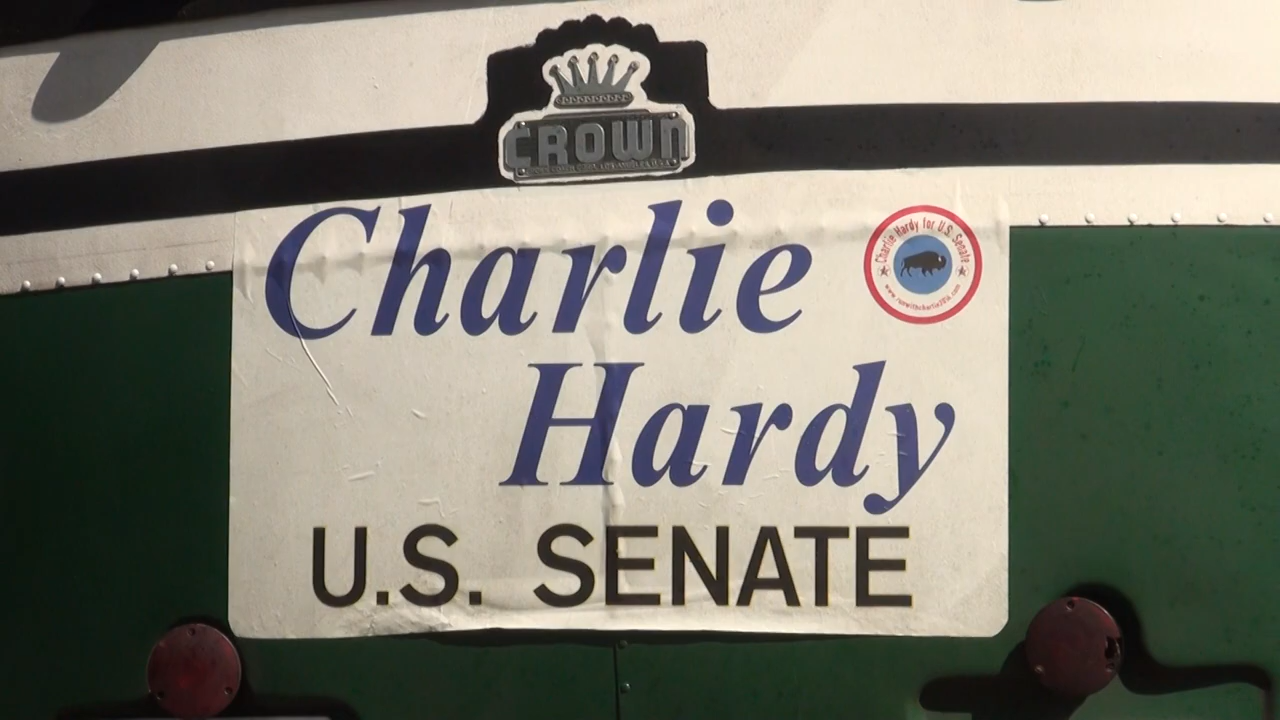 CROWN
Charlie
Hardy
U.S. SENATE
Charlie Hardy for U.S. Senate